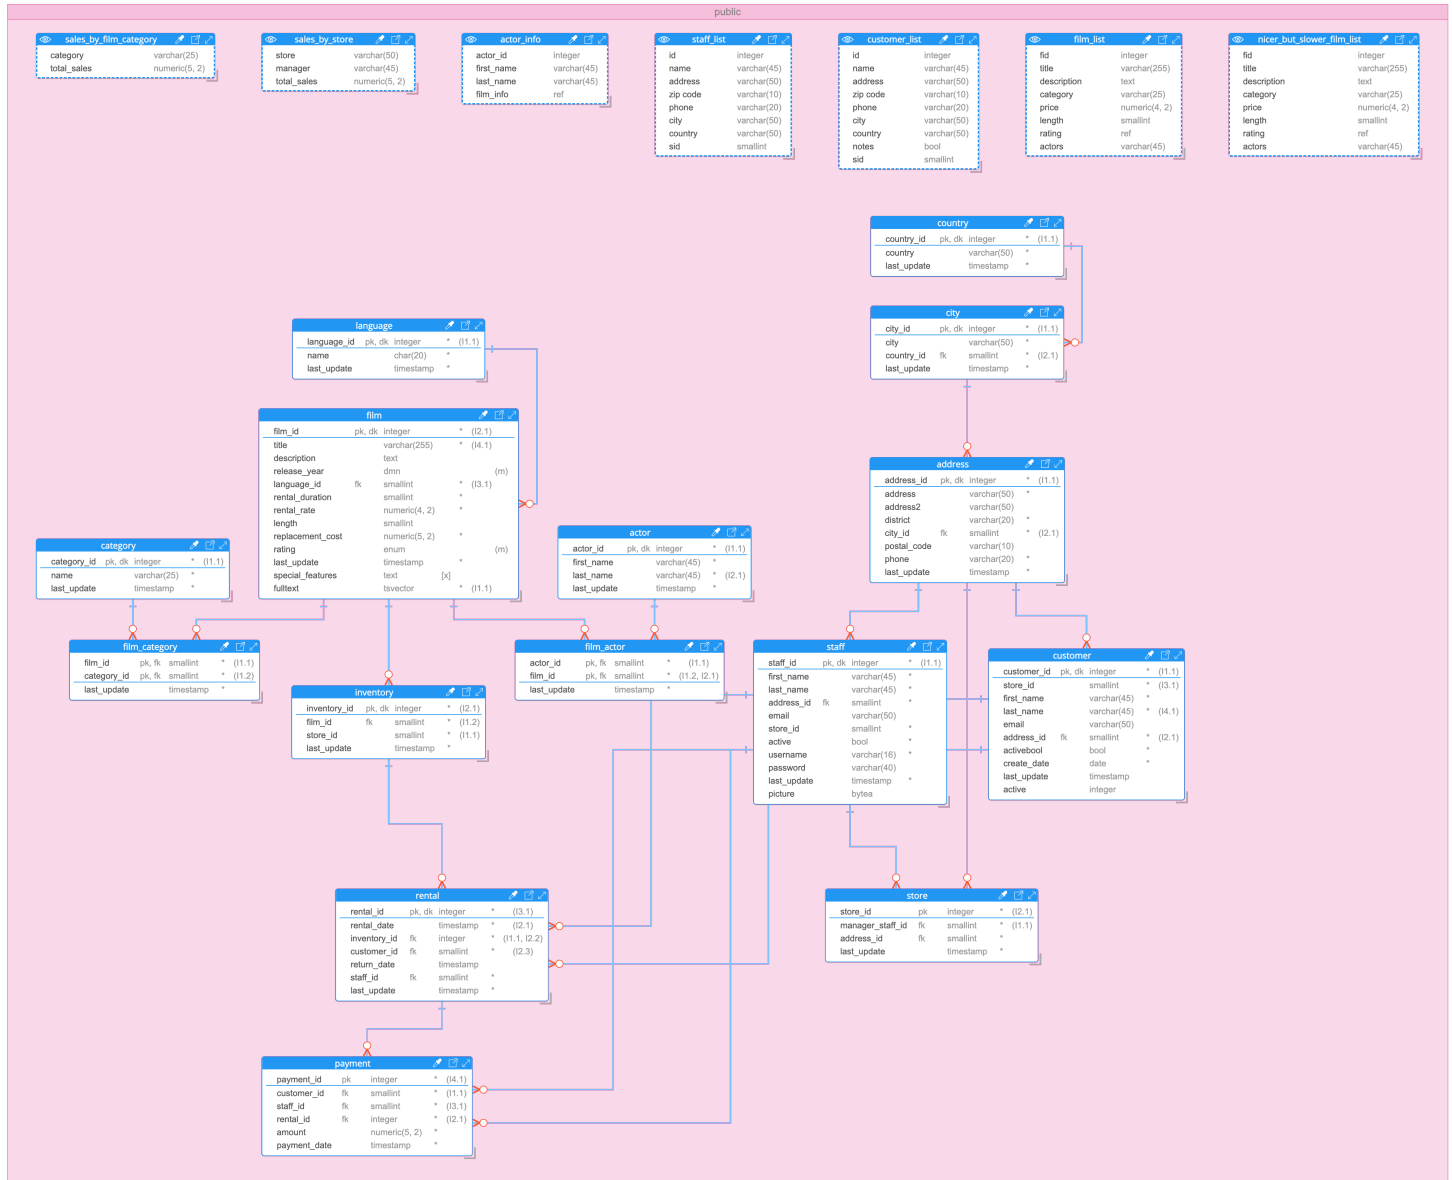 public
sales_by_film_category
category varchar(25)
total_sales numeric(5, 2)
sales_by_store
store varchar(50)
manager varchar(45)
total_sales numeric(5, 2)
actor_info
actor_id integer
first_name varchar(45)
last_name varchar(45)
film_info ref
staff_list
id integer
name varchar(45)
address varchar(50)
zip code varchar(10)
phone varchar(20)
city varchar(50)
country varchar(50)
sid smallint
customer_list
id integer
name varchar(45)
address varchar(50)
zip code varchar(10)
phone varchar(20)
city varchar(50)
country varchar(50)
notes bool
sid smallint
film_list
fid integer
title varchar(255)
description text
category varchar(25)
price numeric(4, 2)
length smallint
rating ref
actors varchar(45)
nicer_but_slower_film_list
fid integer
title varchar(255)
description text
category varchar(25)
price numeric(4, 2)
length smallint
rating ref
actors varchar(45)
country
country_id pk, dk integer * (I1.1)
country varchar(50) *
last_update timestamp *
city
city_id pk, dk integer * (I1.1)
city varchar(50) *
country_id fk smallint * (I2.1)
last_update timestamp *
language
language_id pk, dk integer * (I1.1)
name char(20) *
last_update timestamp *
film
film_id pk, dk integer * (I2.1)
title varchar(255) * (I4.1)
description text
release_year dmn (m)
language_id fk smallint * (I3.1)
rental_duration smallint *
rental_rate numeric(4, 2) *
length smallint
replacement_cost numeric(5, 2) *
rating enum (m)
last_update timestamp *
special_features text [x]
fulltext tsvector * (I1.1)
address
address_id pk, dk integer * (I1.1)
address varchar(50) *
address2 varchar(50)
district varchar(20) *
city_id fk smallint * (I2.1)
postal_code varchar(10)
phone varchar(20) *
last_update timestamp *
category
category_id pk, dk integer * (I1.1)
name varchar(25) *
last_update timestamp *
actor
actor_id pk, dk integer * (I1.1)
first_name varchar(45) *
last_name varchar(45) * (I2.1)
last_update timestamp *
film_category
film_id pk, fk smallint * (I1.1)
category_id pk, fk smallint * (I1.2)
last_update timestamp *
film_actor
actor_id pk, fk smallint * (I1.1)
film_id pk, fk smallint * (I1.2, I2.1)
last_update timestamp *
staff
staff_id pk, dk integer * (I1.1)
first_name varchar(45) *
last_name varchar(45) *
address_id fk smallint *
email varchar(50)
store_id smallint *
active bool *
username varchar(16) *
password varchar(40)
last_update timestamp *
picture bytea
customer
customer_id pk, dk integer * (I1.1)
store_id smallint * (I3.1)
first_name varchar(45) *
last_name varchar(45) * (I4.1)
email varchar(50)
address_id fk smallint * (I2.1)
activebool bool *
create_date date *
last_update timestamp
active integer
inventory
inventory_id pk, dk integer * (I2.1)
film_id fk smallint * (I1.2)
store_id smallint * (I1.1)
last_update timestamp *
rental
rental_id pk, dk integer * (I3.1)
rental_date timestamp * (I2.1)
inventory_id fk integer * (I1.1, I2.2)
customer_id fk smallint * (I2.3)
return_date timestamp
staff_id fk smallint *
last_update timestamp *
store
store_id pk integer * (I2.1)
manager_staff_id fk smallint * (I1.1)
address_id fk smallint *
last_update timestamp *
payment
payment_id pk integer * (I4.1)
customer_id fk smallint * (I1.1)
staff_id fk smallint * (I3.1)
rental_id fk integer * (I2.1)
amount numeric(5, 2) *
payment_date timestamp *